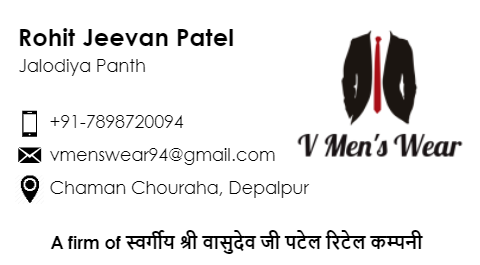 Rohit Jeevan Patel
Jalodiya Panth
+91-7898720094
vmenswear94@gmail.com
Chaman Chouraha, Depalpur
V Men's Wear
A firm of स्वर्गीय श्री वासुदेव जी पटेल रिटेल कम्पनी